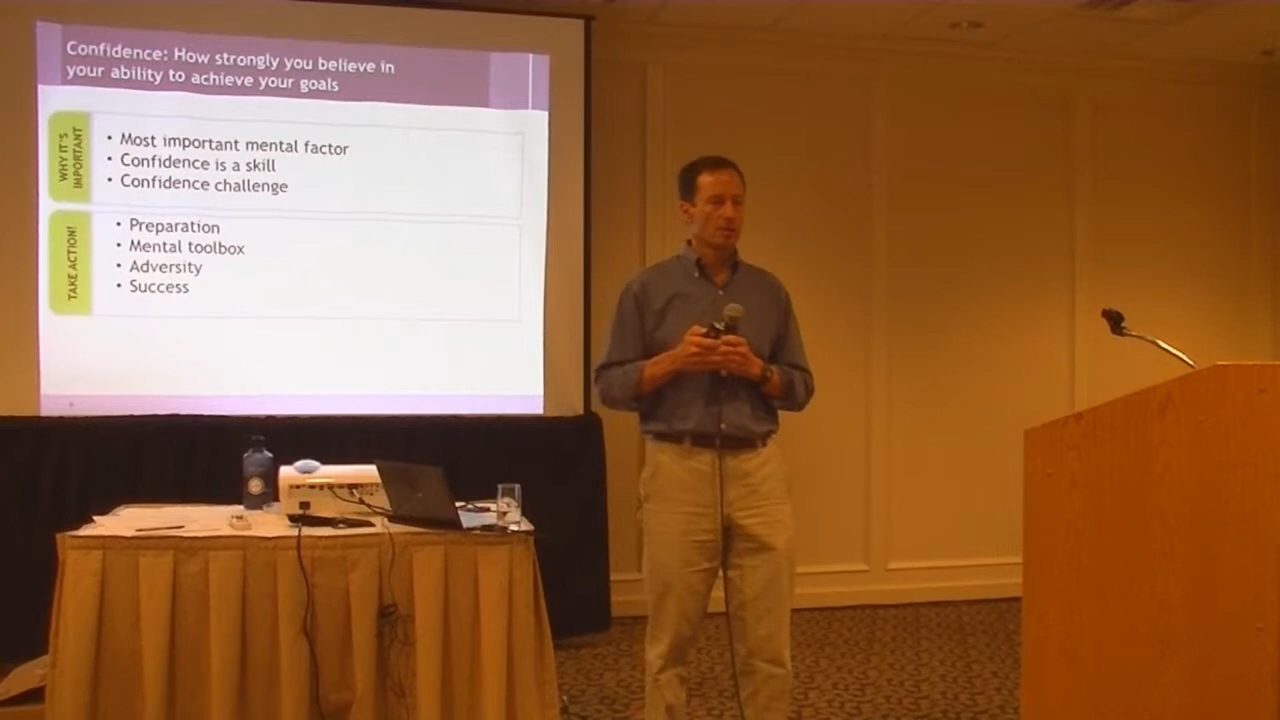 Confidence: How strongly you believe in
your ability to achieve your goals
WHY IT'S
IMPORTANT
• Most important mental factor
• Confidence is a skill
• Confidence challenge
TAKE ACTION!
• Preparation
• Mental toolbox
• Adversity
• Success